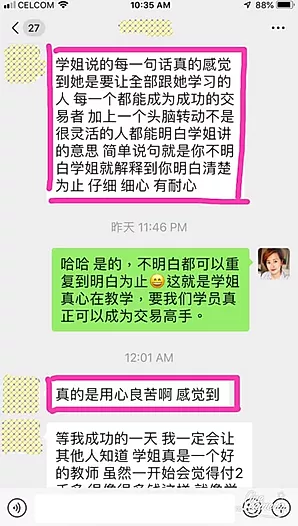 CELCOM
10:35 AM
88%
27
学姐说的每一句话真的感觉
到她是要让全部跟她学习的
人 每一个都能成为成功的交
易者 加上一个头脑转动不是
很灵活的人都能明白学姐讲
的意思 简单说句就是你不明
白学姐就解释到你明白清楚
为止 仔细 细心 有耐心
昨天 11:46 PM
哈哈 是的，不明白都可以重
复到明白为止😄这就是学姐
真心在教学，要我们学员真
正可以成为交易高手。
12:01 AM
真的是用心良苦啊 感觉到
等我成功的一天 我一定会让
其他人知道 学姐真是一个好
的教师 虽然一开始会觉得付2